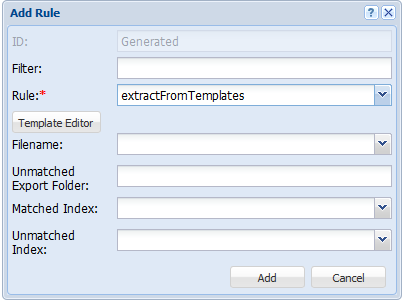 Add Rule
ID: Generated
Filter:
Rule:* extractFromTemplates
Template Editor
Filename:
Unmatched
Export Folder:
Matched Index:
Unmatched
Index:
Add Cancel